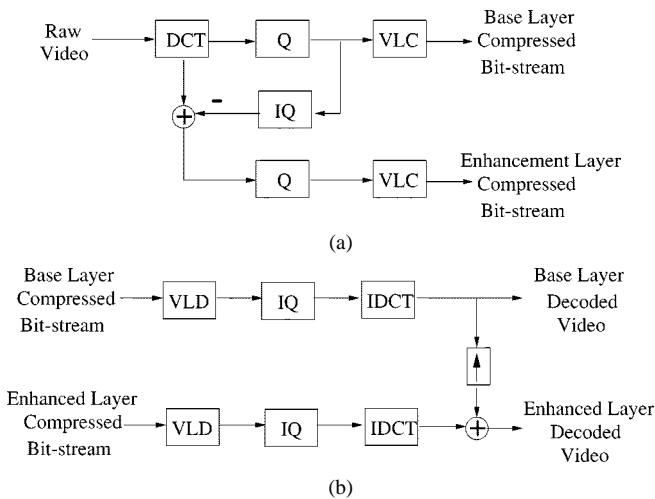 Raw
Video
DCT
Q
VLC
Base Layer
Compressed
Bit-stream
IQ
Q
VLC
Enhancement Layer
Compressed
Bit-stream
(a)
Base Layer
Compressed
Bit-stream
VLD
IQ
IDCT
Base Layer
Decoded
Video
Enhanced Layer
Compressed
Bit-stream
VLD
IQ
IDCT
Enhanced Layer
Decoded
Video
(b)